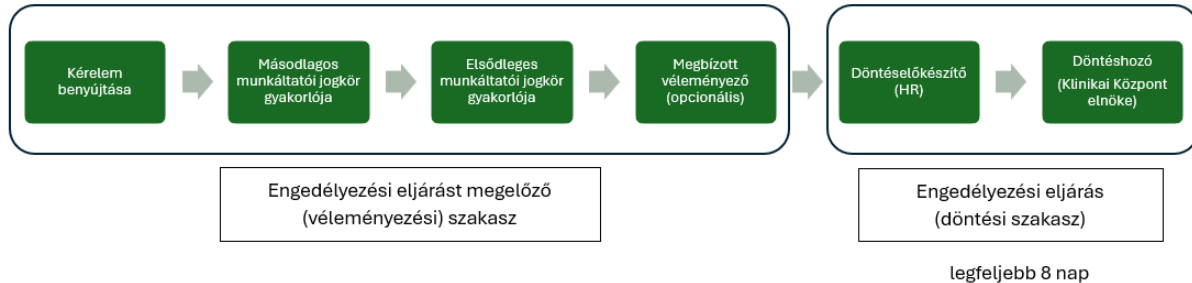 Kérelem
benyújtása
Másodlagos
munkáltatói jogkör
gyakorlója
Elsődleges
munkáltatói jogkör
gyakorlója
Megbízott
véleményező
(opcionális)
Döntéselőkészítő
(HR)
Döntéshozó
(Klinikai Központ
elnöke)
Engedélyezési eljárást megelőző
(véleményezési) szakasz
Engedélyezési eljárás
(döntési szakasz)
legfeljebb 8 nap